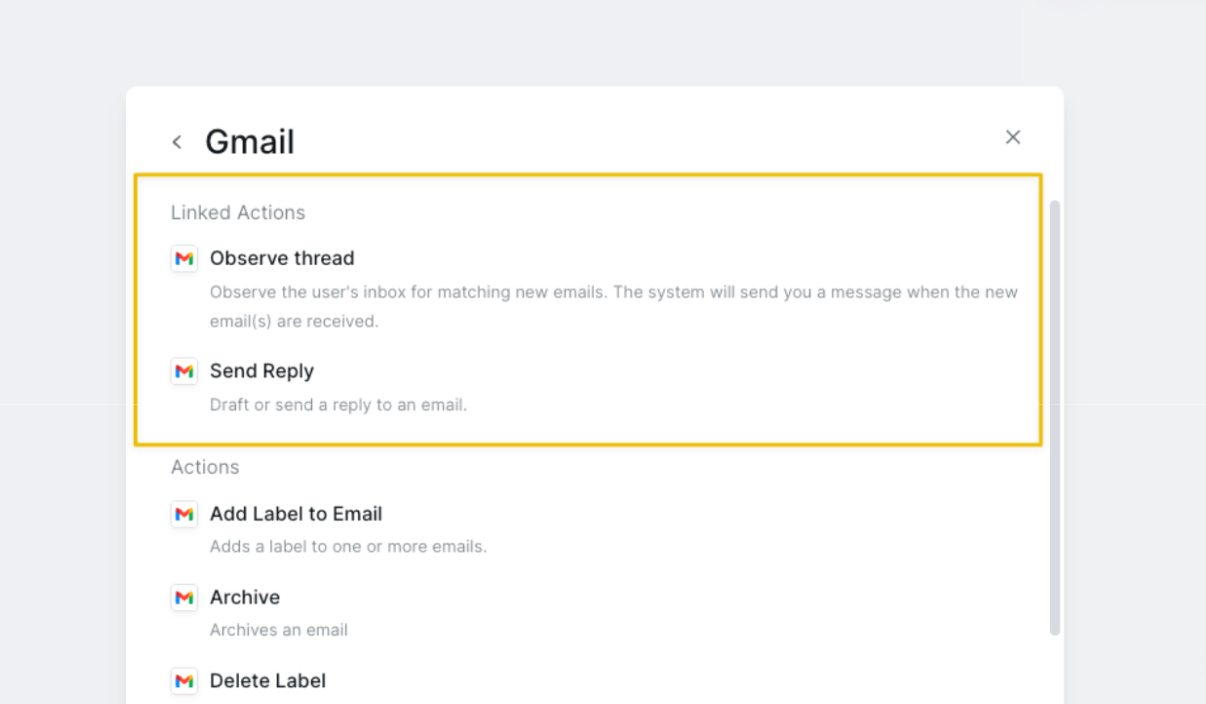 Gmail
Linked Actions
Observe thread
Observe the user's inbox for matching new emails. The system will send you a message when the new
email(s) are received.
Send Reply
Draft or send a reply to an email.
Actions
Add Label to Email
Adds a label to one or more emails.
Archive
Archives an email
Delete Label